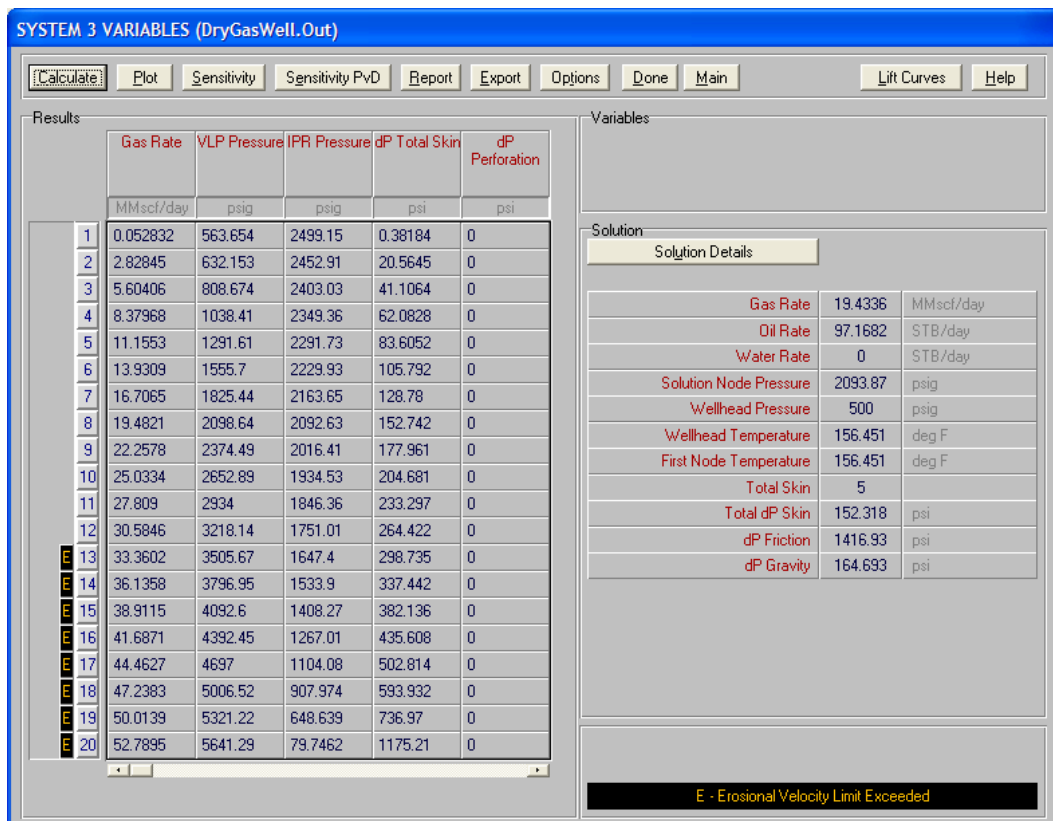 SYSTEM 3 VARIABLES (DryGasWell.Out)
Calculate Plot Sensitivity Sensitivity PvD Report Export Options Done Main Lift Curves Help
Results
Gas Rate VLP Pressure IPR Pressure dP Total Skin dP Perforation
MMscf/day psig psig psi psi
1 0.052832 563.654 2499.15 0.38184 0
2 2.82845 632.153 2452.91 20.5645 0
3 5.60406 808.674 2403.03 41.1064 0
4 8.37968 1038.41 2349.36 62.0828 0
5 11.1553 1291.61 2291.73 83.6052 0
6 13.9309 1555.7 2229.93 105.792 0
7 16.7065 1825.44 2163.65 128.78 0
8 19.4821 2098.64 2092.63 152.742 0
9 22.2578 2374.49 2016.41 177.961 0
10 25.0334 2652.89 1934.53 204.681 0
11 27.809 2934 1846.36 233.297 0
12 30.5846 3218.14 1751.01 264.422 0
E 13 33.3602 3505.67 1647.4 298.735 0
E 14 36.1358 3796.95 1533.9 337.442 0
E 15 38.9115 4092.6 1408.27 382.136 0
E 16 41.6871 4392.45 1267.01 435.608 0
E 17 44.4627 4697 1104.08 502.814 0
E 18 47.2383 5006.52 907.974 593.932 0
E 19 50.0139 5321.22 648.639 736.97 0
E 20 52.7895 5641.29 79.7462 1175.21 0
Variables
Solution
Solution Details
Gas Rate 19.4336 MMscf/day
Oil Rate 97.1682 STB/day
Water Rate 0 STB/day
Solution Node Pressure 2093.87 psig
Wellhead Pressure 500 psig
Wellhead Temperature 156.451 deg F
First Node Temperature 156.451 deg F
Total Skin 5
Total dP Skin 152.318 psi
dP Friction 1416.93 psi
dP Gravity 164.693 psi
E - Erosional Velocity Limit Exceeded